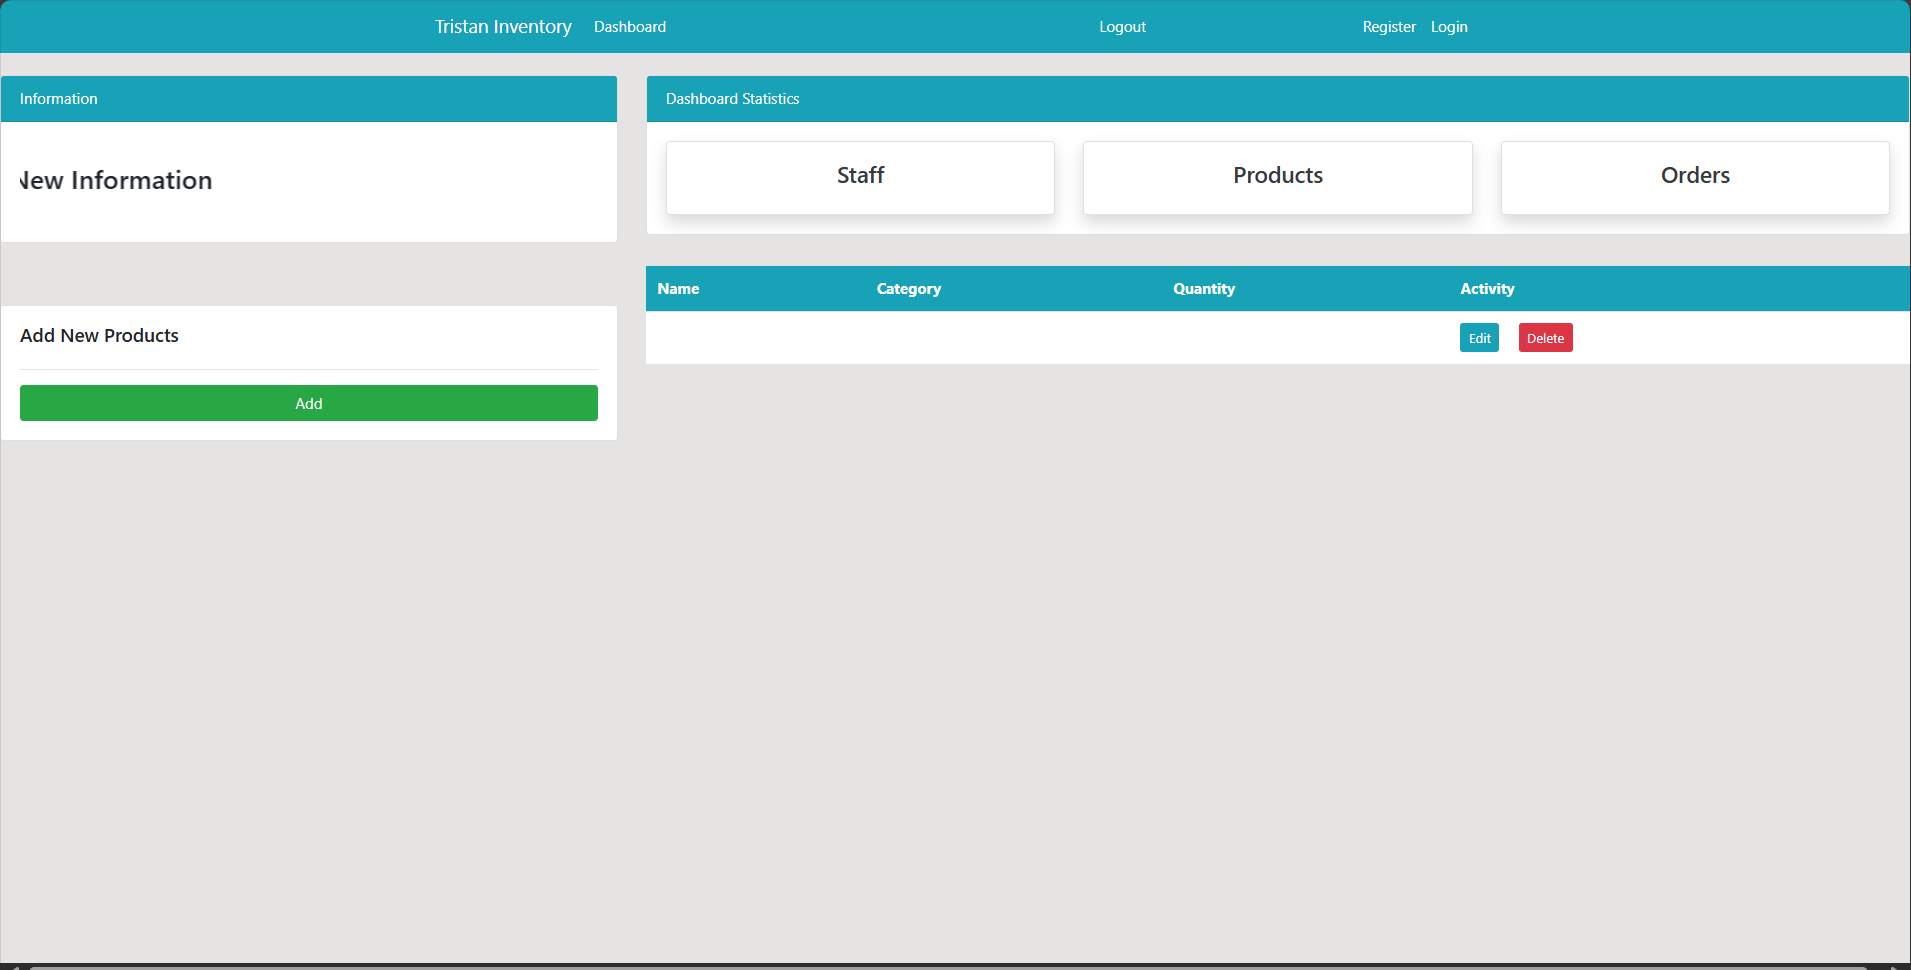 Tristan Inventory Dashboard Logout Register Login
Information
New Information
Add New Products
Add
Dashboard Statistics
Staff Products Orders
Name Category Quantity Activity
Edit Delete